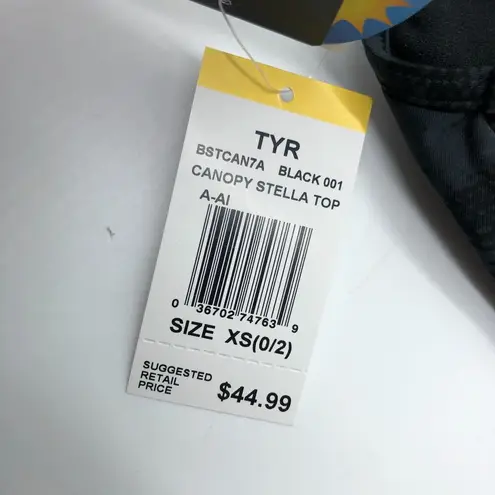 TYR
BSTCAN7A BLACK 001
CANOPY STELLA TOP
A-AI
0 36702 74763 9
SIZE XS(0/2)
SUGGESTED
RETAIL
PRICE
$44.99